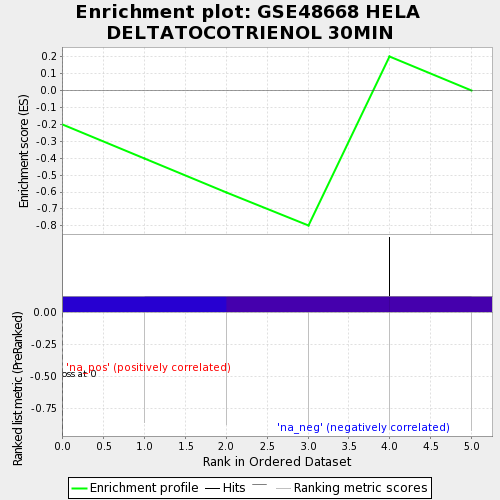 Enrichment plot: GSE48668 HELA
DELTATOCOTRIENOL 30MIN
Enrichment score (ES)
0.2
0.1
0.0
-0.1
-0.2
-0.3
-0.4
-0.5
-0.6
-0.7
-0.8
Ranked list metric (PreRanked)
0.00
-0.25
-0.50
-0.75
'na_pos' (positively correlated)
oss at 0
'na_neg' (negatively correlated)
0.0 0.5 1.0 1.5 2.0 2.5 3.0 3.5 4.0 4.5 5.0
Rank in Ordered Dataset
Enrichment profile Hits Ranking metric scores